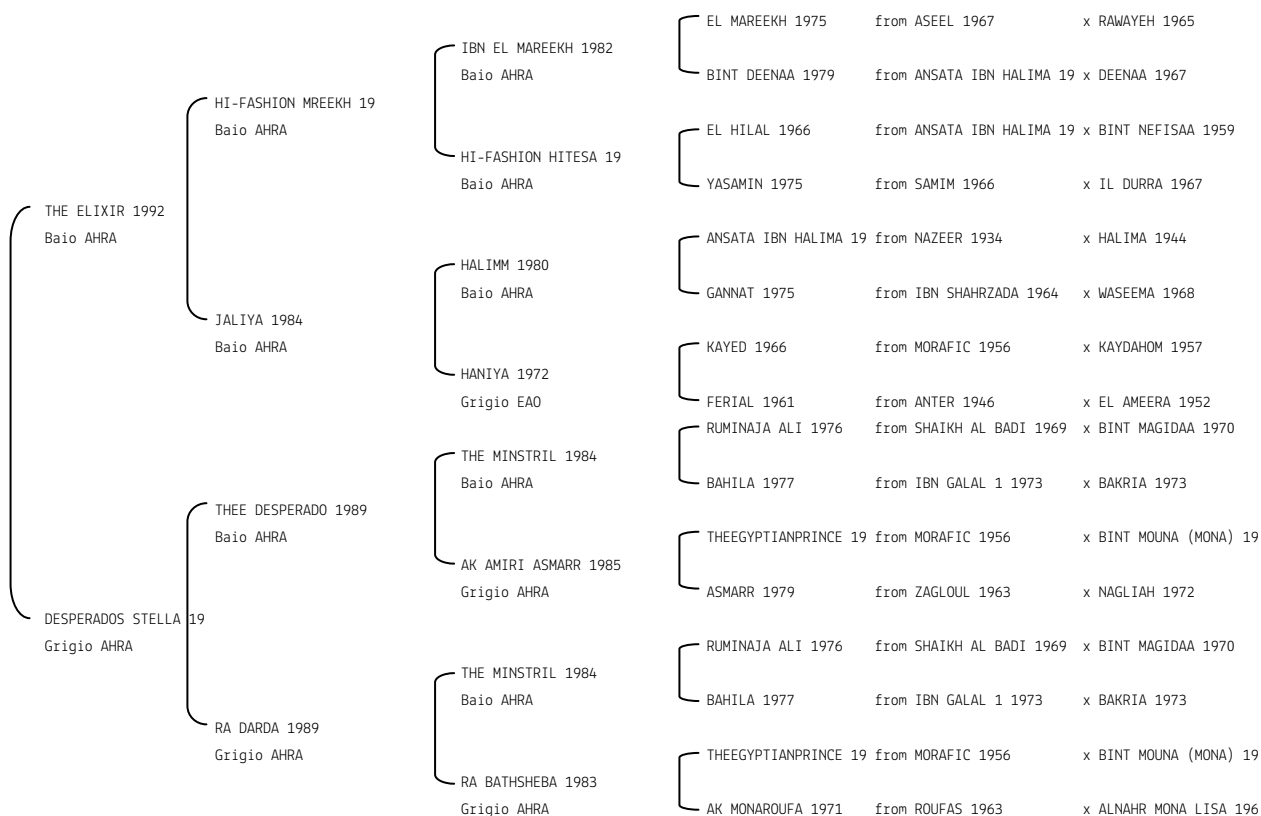 EL MAREEKH 1975 from ASEEL 1967 x RAWAYEH 1965
IBN EL MAREEKH 1982
Baio AHRA
BINT DEENAA 1979 from ANSATA IBN HALIMA 19 x DEENAA 1967
HI-FASHION MREEKH 19
Baio AHRA
EL HILAL 1966 from ANSATA IBN HALIMA 19 x BINT NEFISAA 1959
HI-FASHION HITESA 19
Baio AHRA
YASAMIN 1975 from SAMIM 1966 x IL DURRA 1967
THE ELIXIR 1992
Baio AHRA
ANSATA IBN HALIMA 19 from NAZEER 1934 x HALIMA 1944
HALIMM 1980
Baio AHRA
GANNAT 1975 from IBN SHAHRZADA 1964 x WASEEMA 1968
JALIYA 1984
Baio AHRA
KAYED 1966 from MORAFIC 1956 x KAYDAHOM 1957
HANIYA 1972
Grigio EAO
FERIAL 1961 from ANTER 1946 x EL AMEERA 1952
RUMINAJA ALI 1976 from SHAIKH AL BADI 1969 x BINT MAGIDAA 1970
THE MINSTRIL 1984
Baio AHRA
BAHILA 1977 from IBN GALAL 1 1973 x BAKRIA 1973
THEE DESPERADO 1989
Baio AHRA
THEEGYPTIANPRINCE 19 from MORAFIC 1956 x BINT MOUNA (MONA) 19
AK AMIRI ASMARR 1985
Grigio AHRA
ASMARR 1979 from ZAGLOUL 1963 x NAGLIAH 1972
DESPERADOS STELLA 19
Grigio AHRA
RUMINAJA ALI 1976 from SHAIKH AL BADI 1969 x BINT MAGIDAA 1970
THE MINSTRIL 1984
Baio AHRA
BAHILA 1977 from IBN GALAL 1 1973 x BAKRIA 1973
RA DARDA 1989
Grigio AHRA
THEEGYPTIANPRINCE 19 from MORAFIC 1956 x BINT MOUNA (MONA) 19
RA BATHSHEBA 1983
Grigio AHRA
AK MONAROUFA 1971 from ROUFAS 1963 x ALNAHR MONA LISA 196